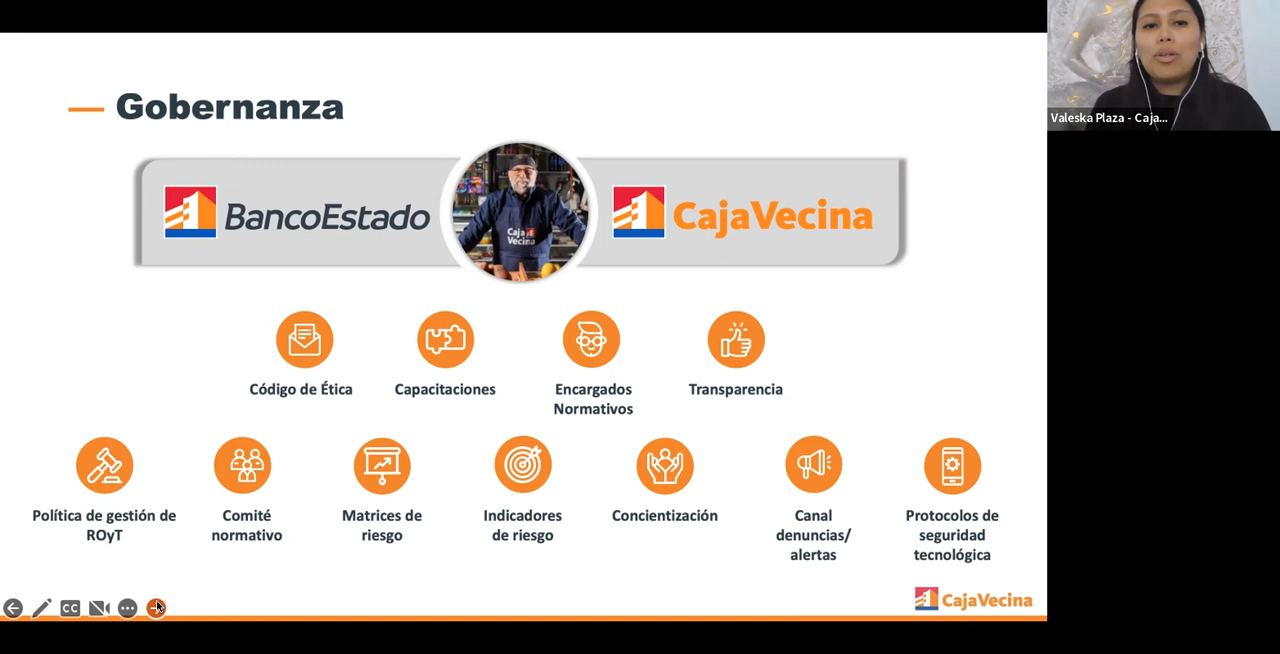 Gobernanza
BancoEstado
Caja
Vecina
CajaVecina
Código de Ética
Capacitaciones
Encargados
Normativos
Transparencia
Política de gestión de
ROyT
Comité
normativo
Matrices de
riesgo
Indicadores
de riesgo
Concientización
Canal
denuncias/
alertas
Protocolos de
seguridad
tecnológica
CC
CajaVecina
Valeska Plaza - Caja...